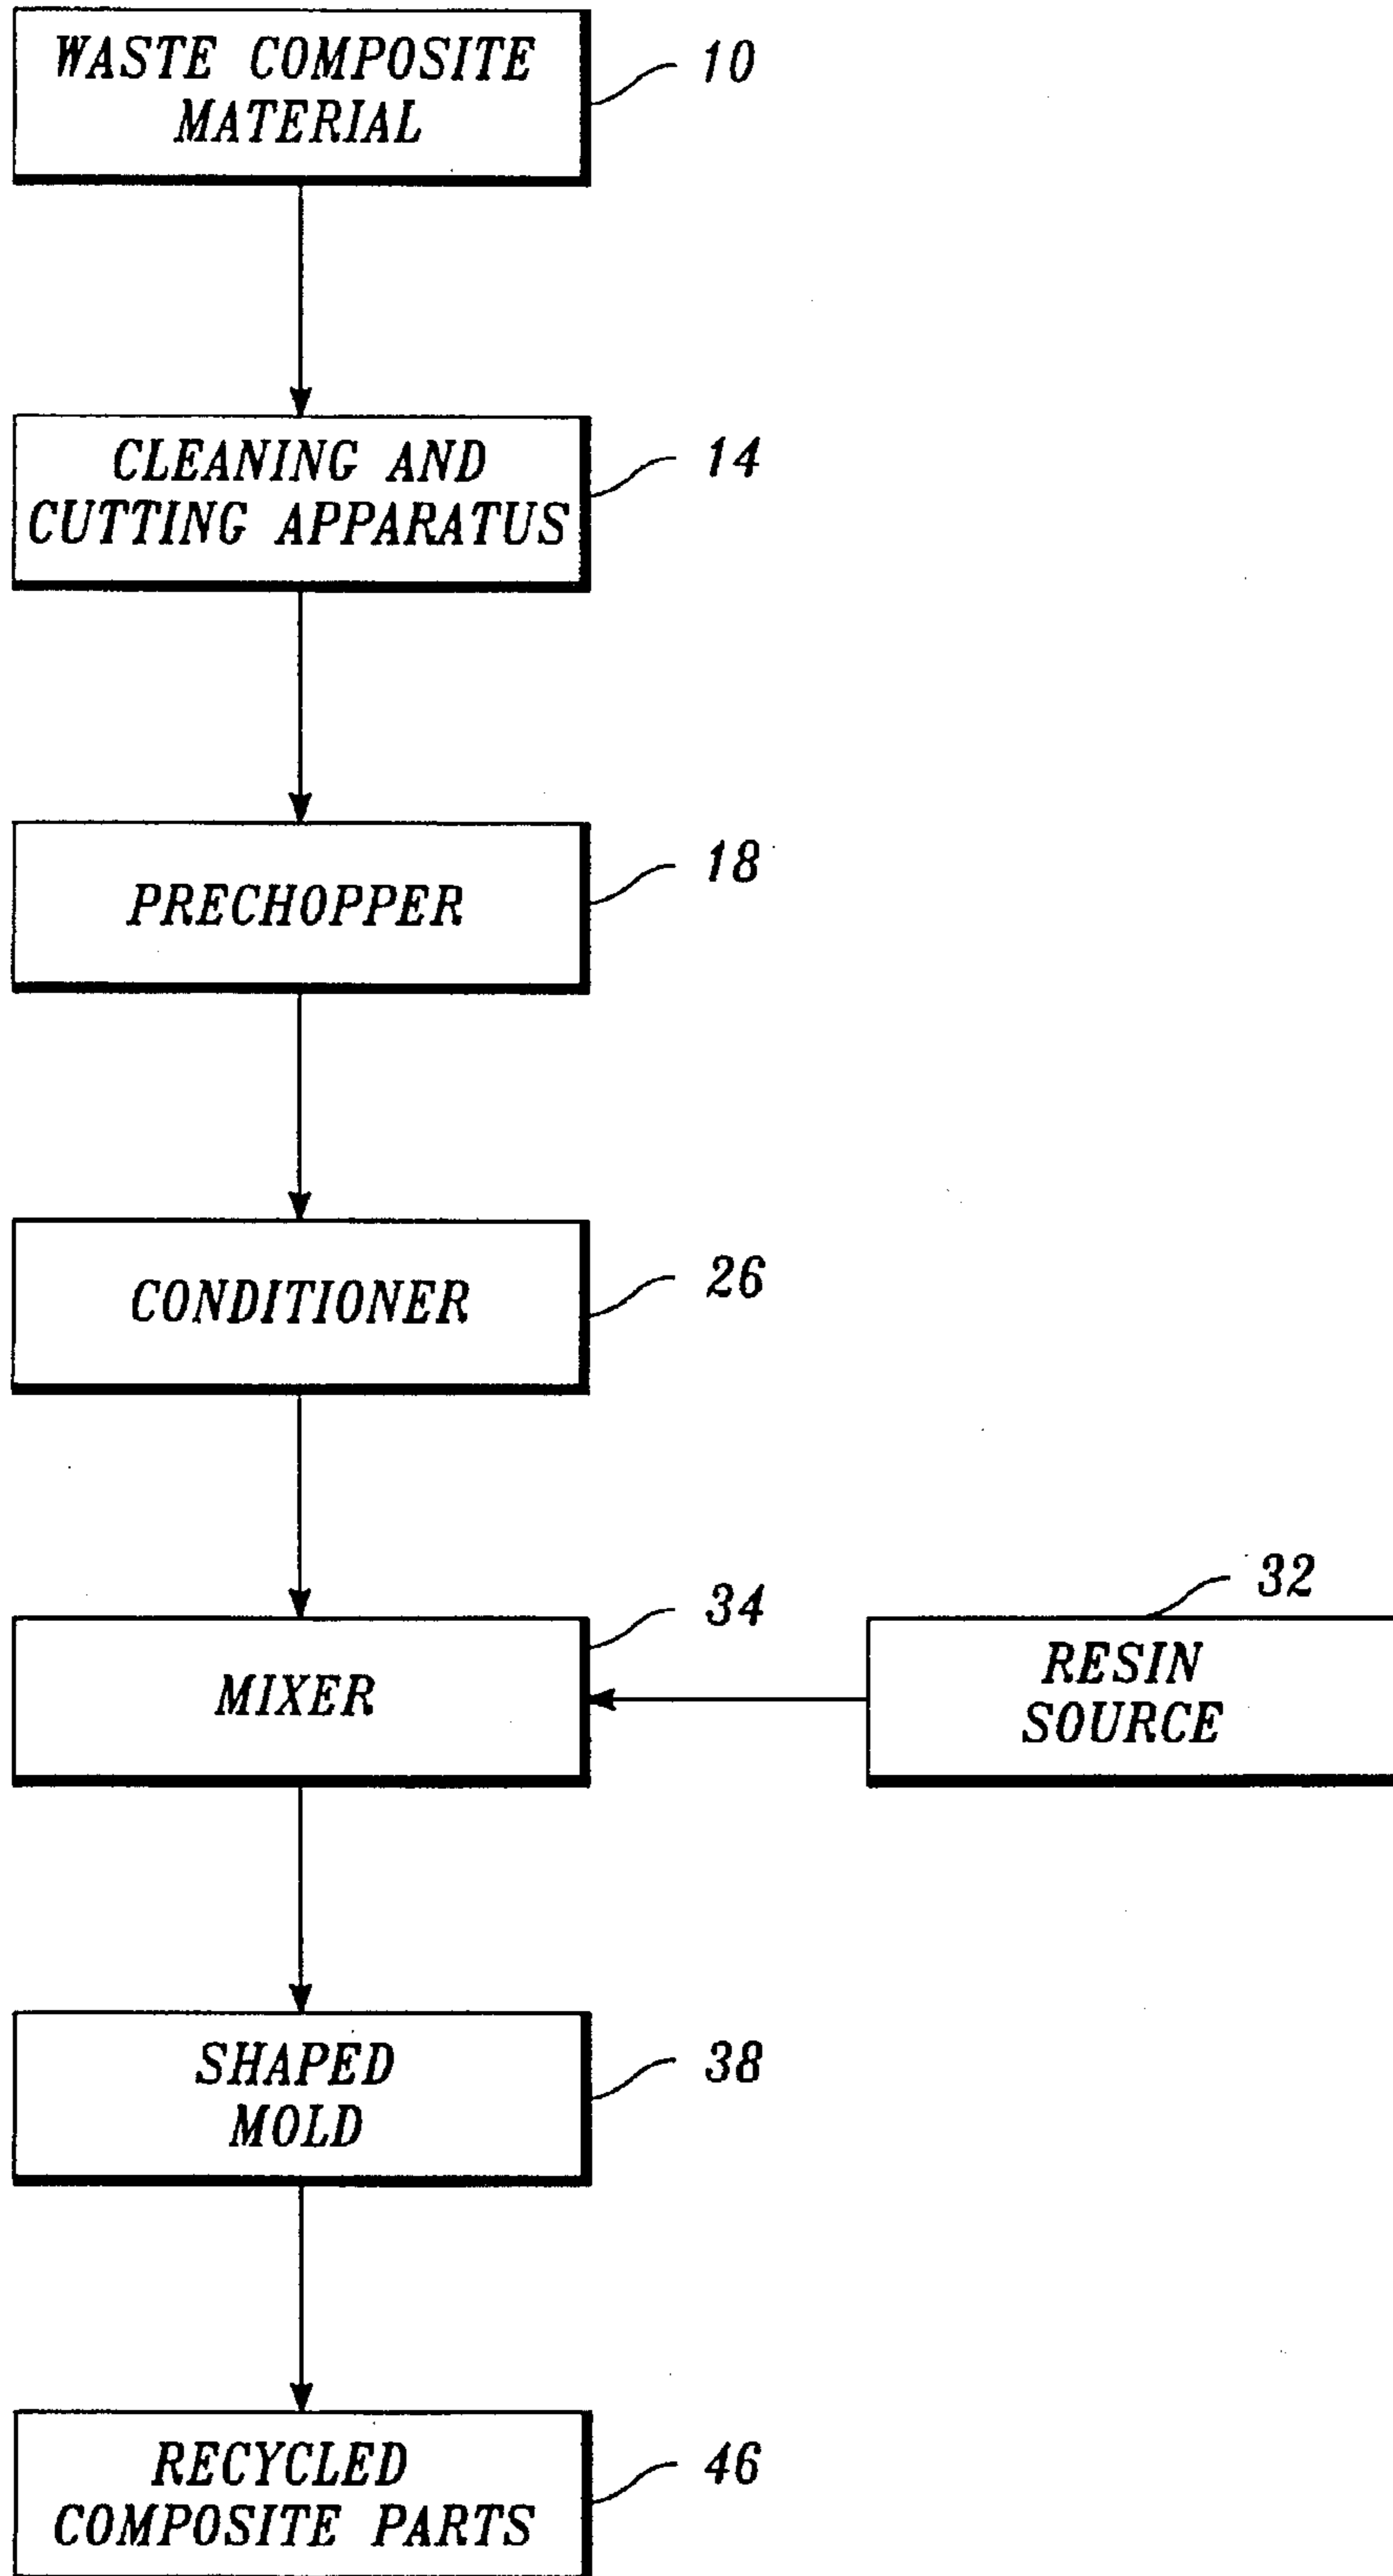 WASTE COMPOSITE
MATERIAL
10
CLEANING AND
CUTTING APPARATUS
14
PRECHOPPER
18
CONDITIONER
26
MIXER
34
RESIN
SOURCE
32
SHAPED
MOLD
38
RECYCLED
COMPOSITE PARTS
46